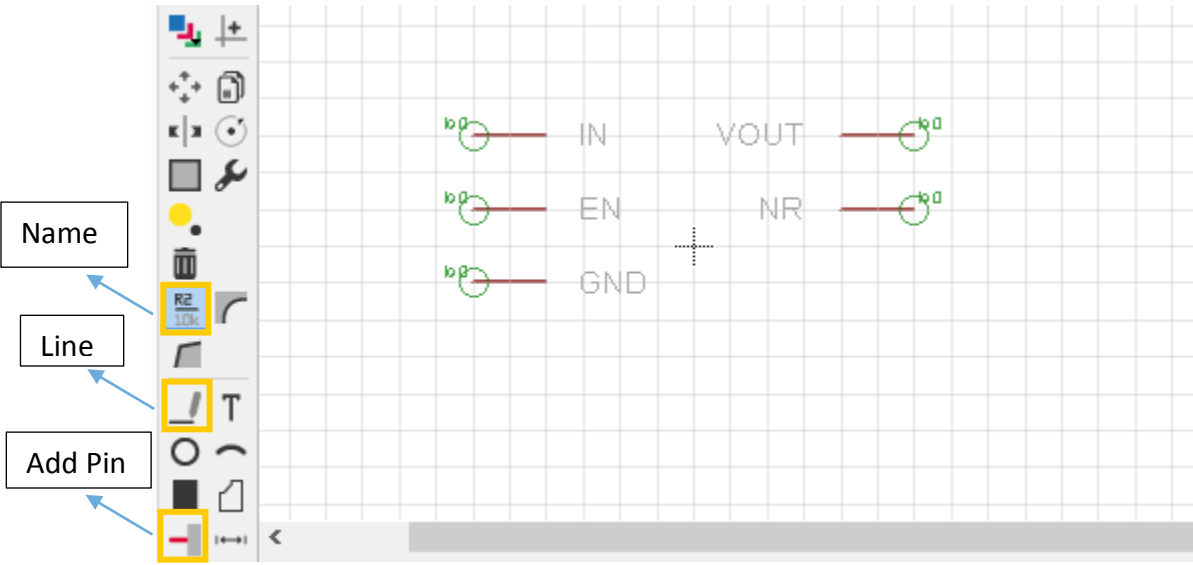 IN VOUT
EN NR
GND
Name
R2
10k
Line
T
Add Pin